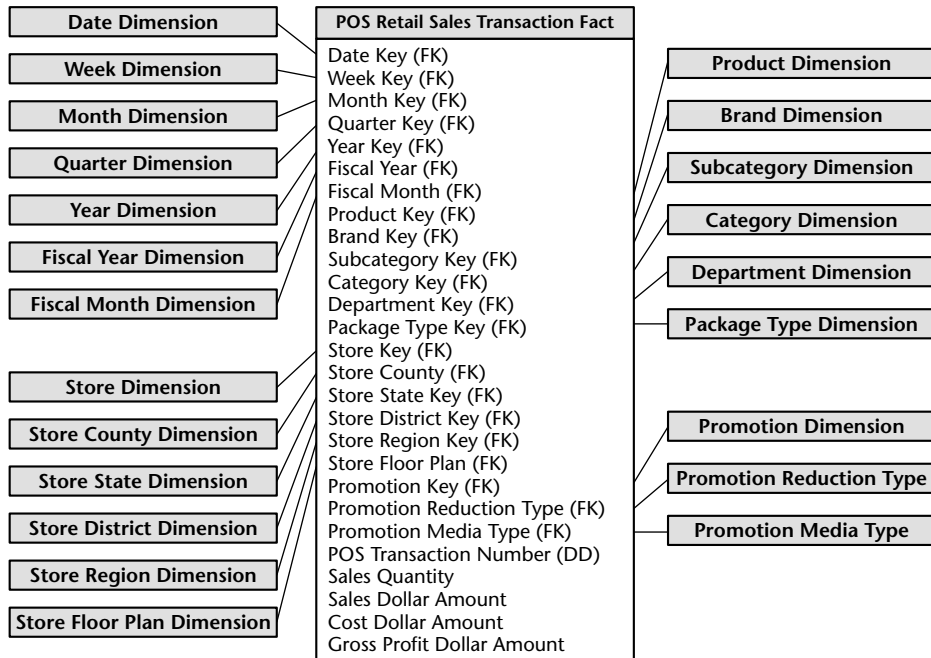 Date Dimension
Week Dimension
Month Dimension
Quarter Dimension
Year Dimension
Fiscal Year Dimension
Fiscal Month Dimension
Store Dimension
Store County Dimension
Store State Dimension
Store District Dimension
Store Region Dimension
Store Floor Plan Dimension
POS Retail Sales Transaction Fact
Date Key (FK)
Week Key (FK)
Month Key (FK)
Quarter Key (FK)
Year Key (FK)
Fiscal Year (FK)
Fiscal Month (FK)
Product Key (FK)
Brand Key (FK)
Subcategory Key (FK)
Category Key (FK)
Department Key (FK)
Package Type Key (FK)
Store Key (FK)
Store County (FK)
Store State Key (FK)
Store District Key (FK)
Store Region Key (FK)
Store Floor Plan (FK)
Promotion Key (FK)
Promotion Reduction Type (FK)
Promotion Media Type (FK)
POS Transaction Number (DD)
Sales Quantity
Sales Dollar Amount
Cost Dollar Amount
Gross Profit Dollar Amount
Product Dimension
Brand Dimension
Subcategory Dimension
Category Dimension
Department Dimension
Package Type Dimension
Promotion Dimension
Promotion Reduction Type
Promotion Media Type